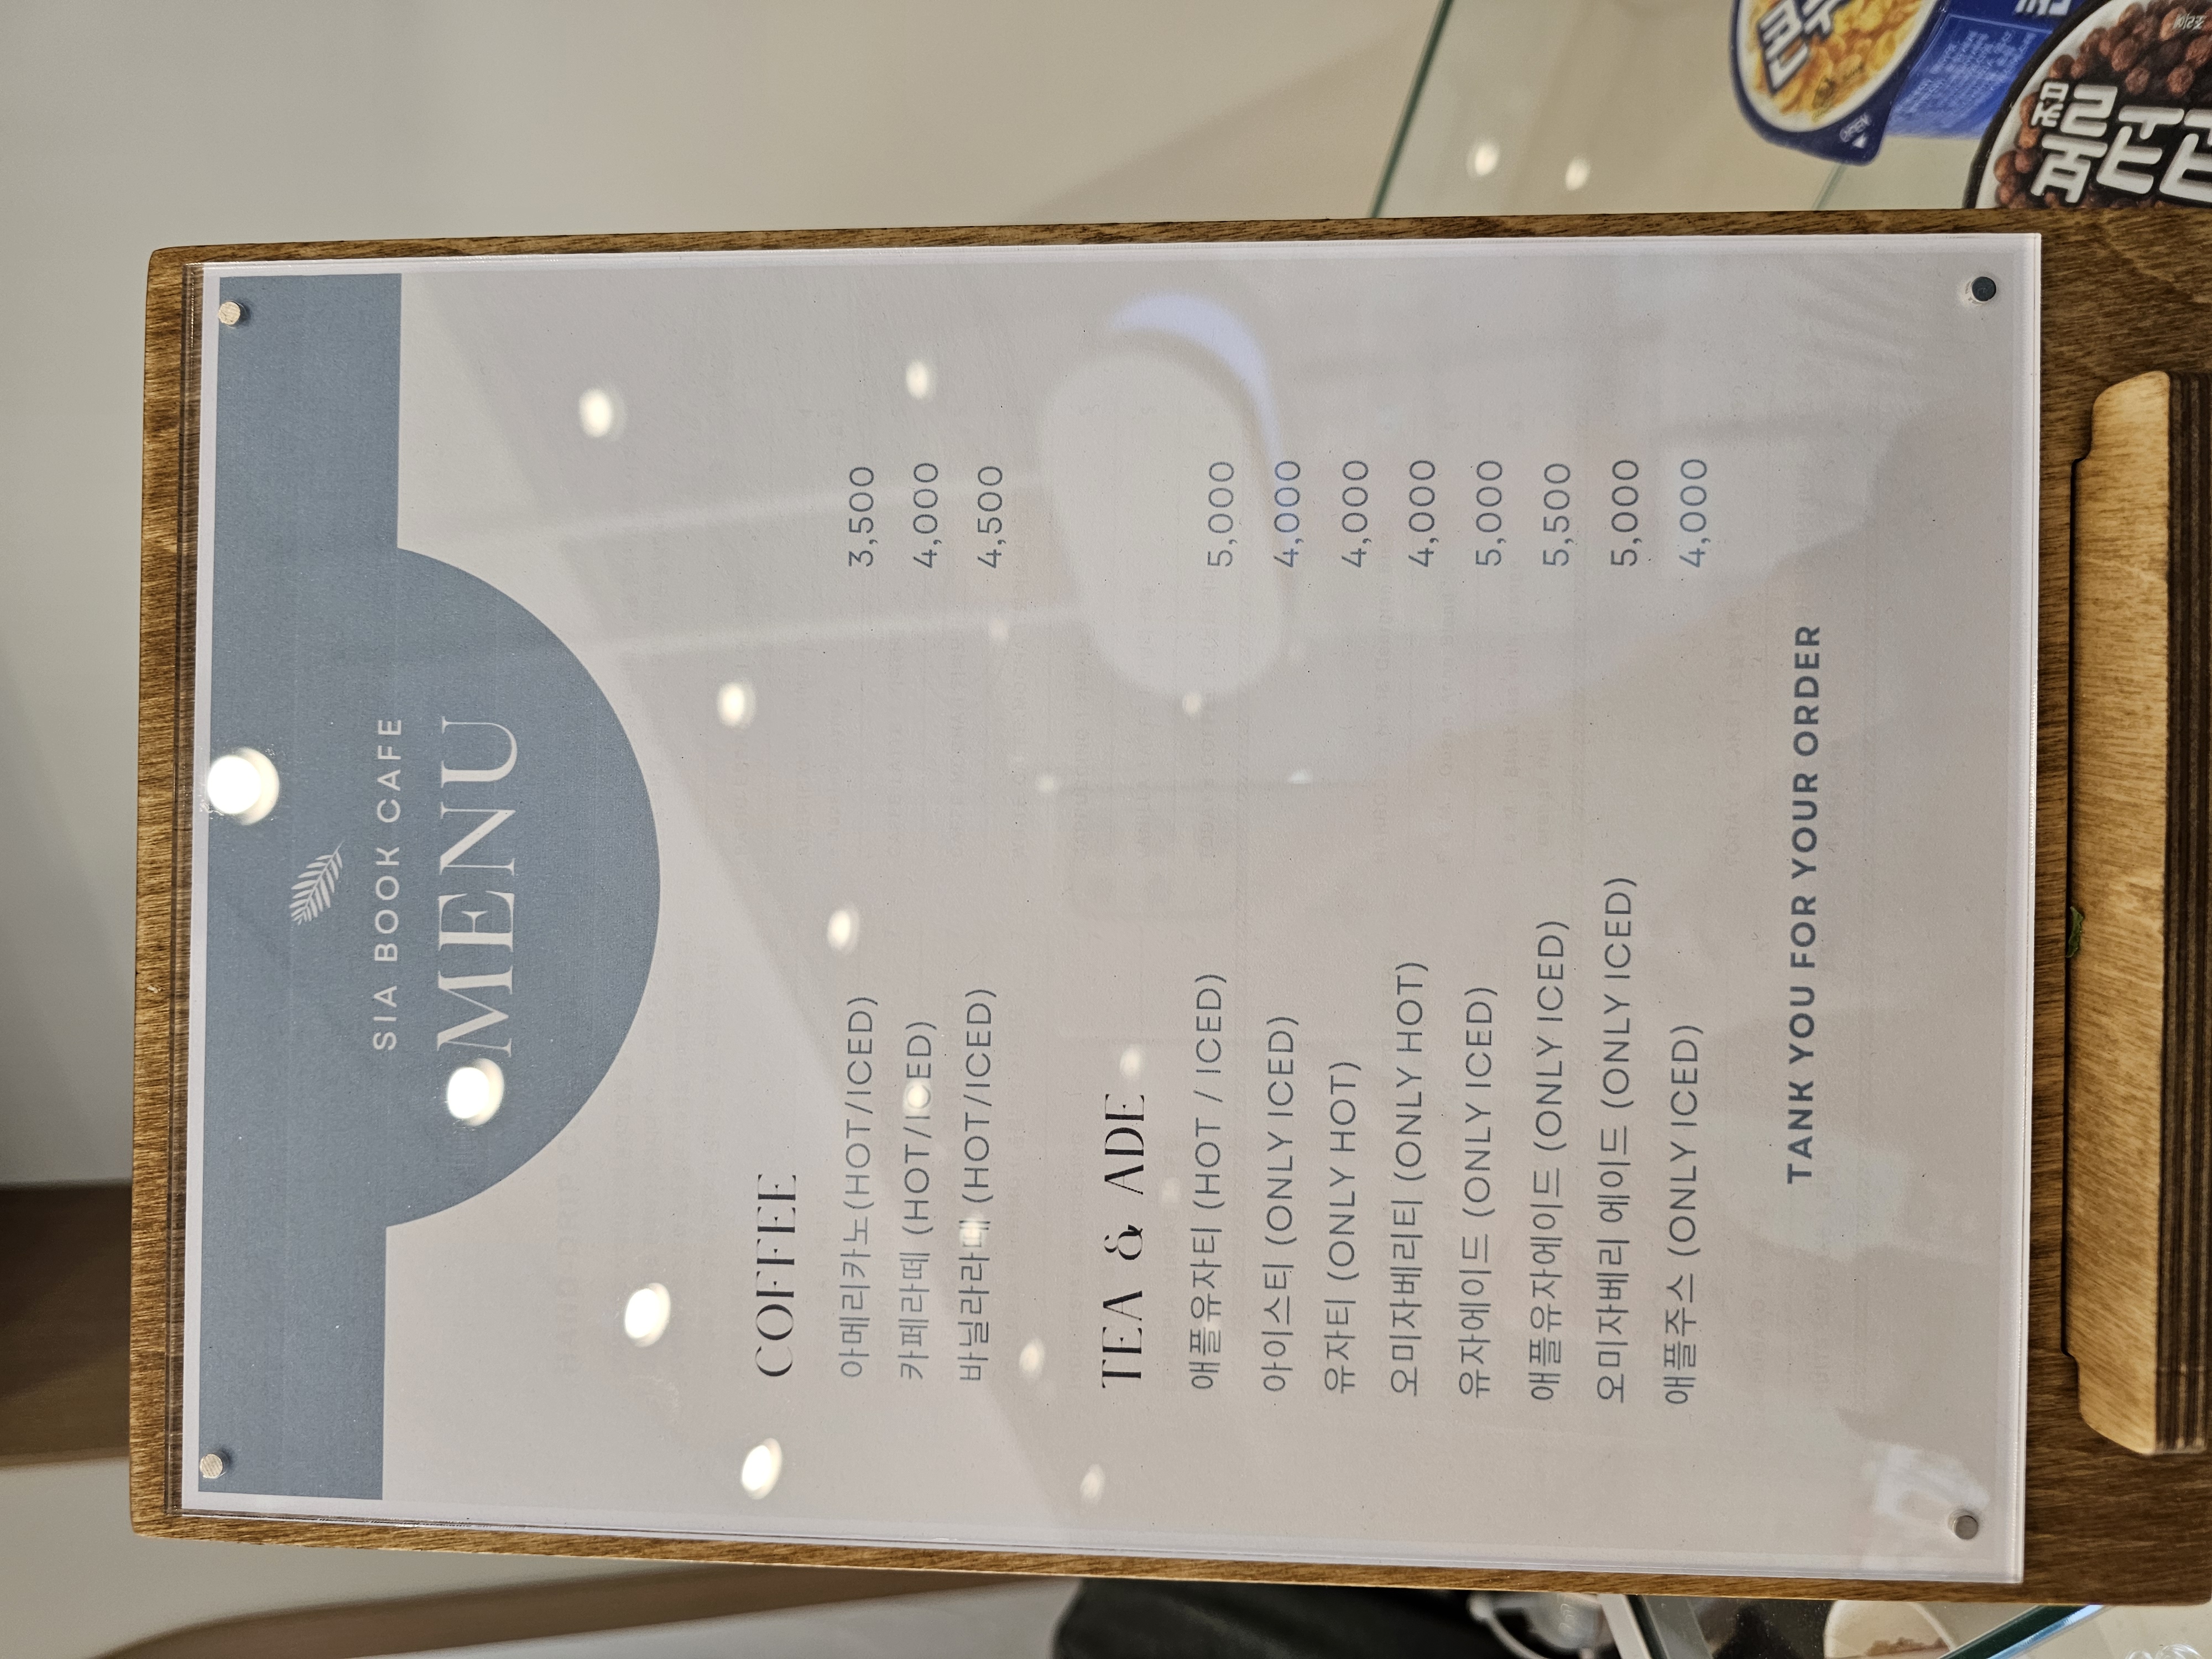 SIA BOOK CAFE
MENU
COFFEE
아메리카노(HOT/ICED) 3,500
카페라떼 (HOT/ICED) 4,000
바닐라라떼 (HOT/ICED) 4,500
TEA & ADE
애플유자티 (HOT / ICED) 5,000
아이스티 (ONLY ICED) 4,000
유자티 (ONLY HOT) 4,000
오미자베리티 (ONLY HOT) 4,000
유자에이드 (ONLY ICED) 5,000
애플유자에이드 (ONLY ICED) 5,500
오미자베리 에이드 (ONLY ICED) 5,000
애플주스 (ONLY ICED) 4,000
TANK YOU FOR YOUR ORDER
OPEN